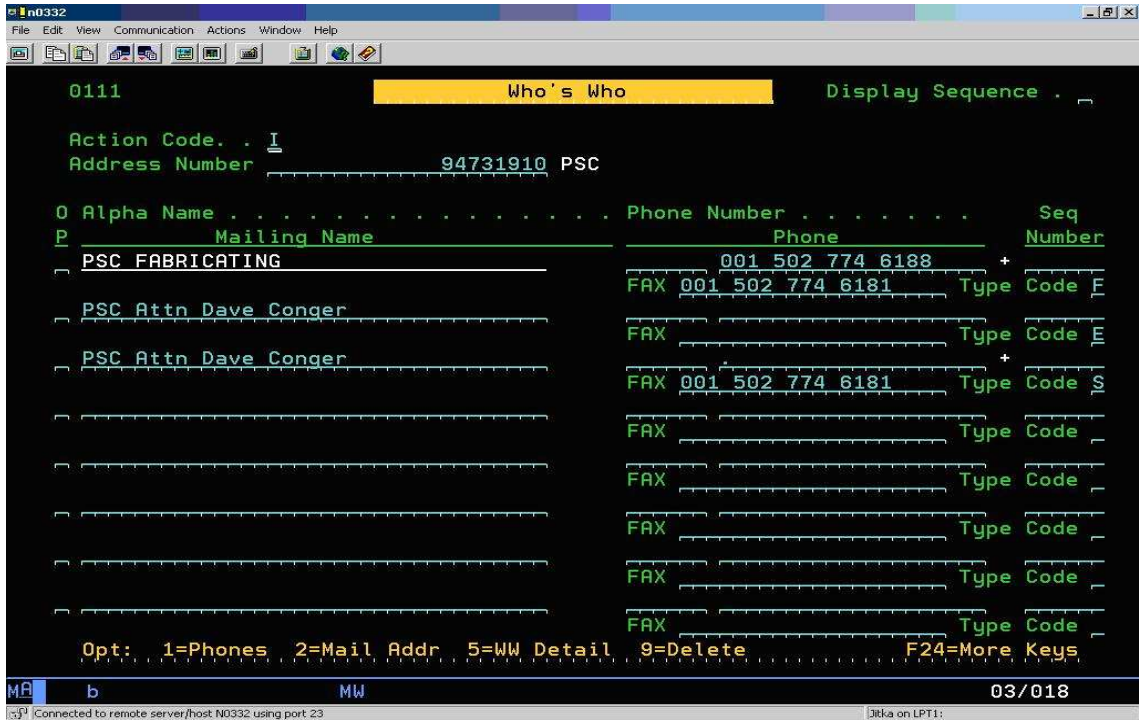 n0332
File Edit View Communication Actions Window Help
0111 Who's Who Display Sequence .
Action Code. . I
Address Number 94731910 PSC
O Alpha Name . . . . . . . . . . . . . . . Phone Number . . . . . . . Seq
P Mailing Name Phone Number
PSC FABRICATING 001 502 774 6188 +
FAX 001 502 774 6181 Type Code F
PSC Attn Dave Conger
FAX Type Code E
PSC Attn Dave Conger . +
FAX 001 502 774 6181 Type Code S
FAX Type Code
FAX Type Code
FAX Type Code
FAX Type Code
FAX Type Code
Opt: 1=Phones 2=Mail Addr 5=WW Detail 9=Delete F24=More Keys
MA b MW 03/018
Connected to remote server/host N0332 using port 23 Jitka on LPT1: